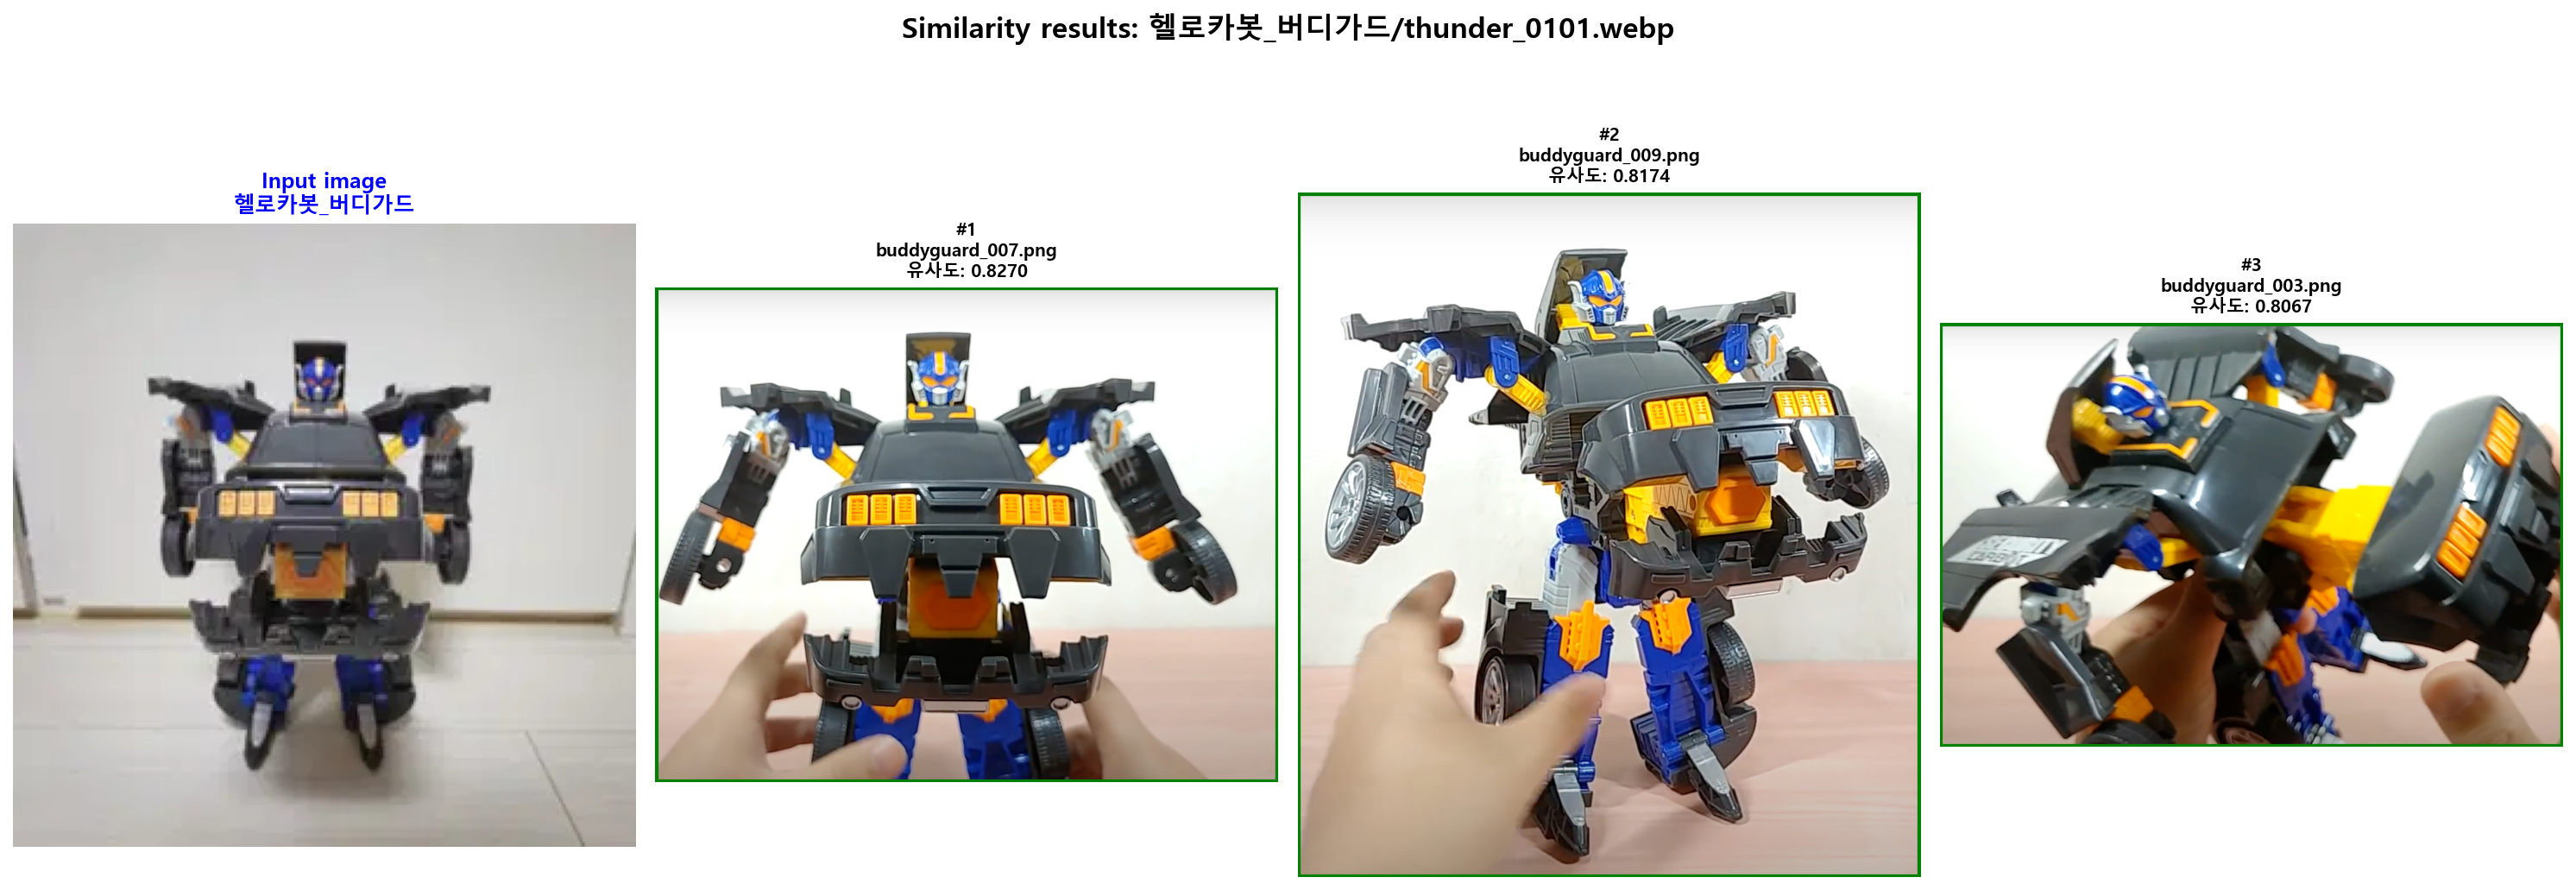 Similarity results: 헬로카봇_버디가드/thunder_0101.webp
Input image
헬로카봇_버디가드
#1
buddyguard_007.png
유사도: 0.8270
#2
buddyguard_009.png
유사도: 0.8174
#3
buddyguard_003.png
유사도: 0.8067